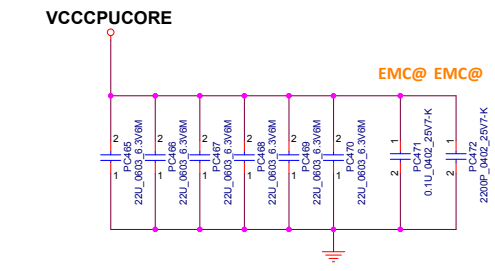 VCCCPUCORE
EMC@ EMC@
2
1
PC465
22U_0603_6.3V6M
2
1
PC466
22U_0603_6.3V6M
2
1
PC467
22U_0603_6.3V6M
2
1
PC468
22U_0603_6.3V6M
2
1
PC469
22U_0603_6.3V6M
2
1
PC470
22U_0603_6.3V6M
1
2
PC471
0.1U_0402_25V7-K
1
2
PC472
2200P_0402_25V7-K